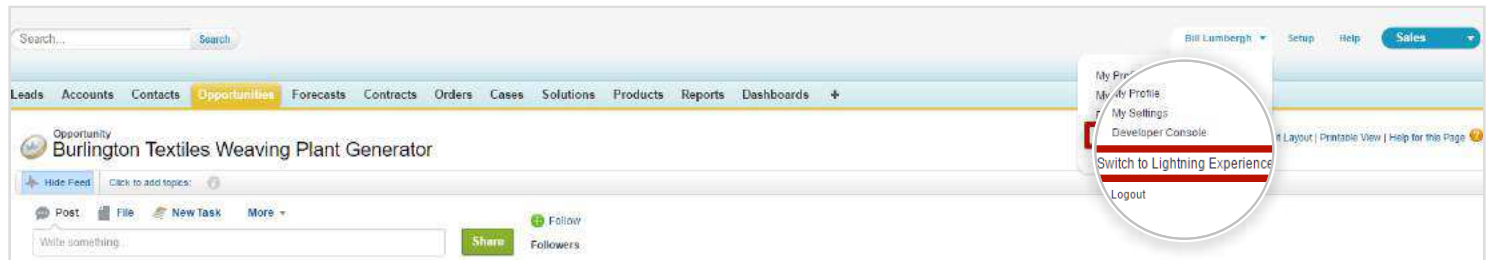 Search... Search Bill Lumbergh Setup Help Sales
Leads Accounts Contacts Opportunities Forecasts Contracts Orders Cases Solutions Products Reports Dashboards +
My Profile
My Settings
Developer Console
Switch to Lightning Experience
Logout
Opportunity
Burlington Textiles Weaving Plant Generator
Layout | Printable View | Help for this Page
Hide Feed Click to add topics:
Post File New Task More
Follow
Write something... Share Followers